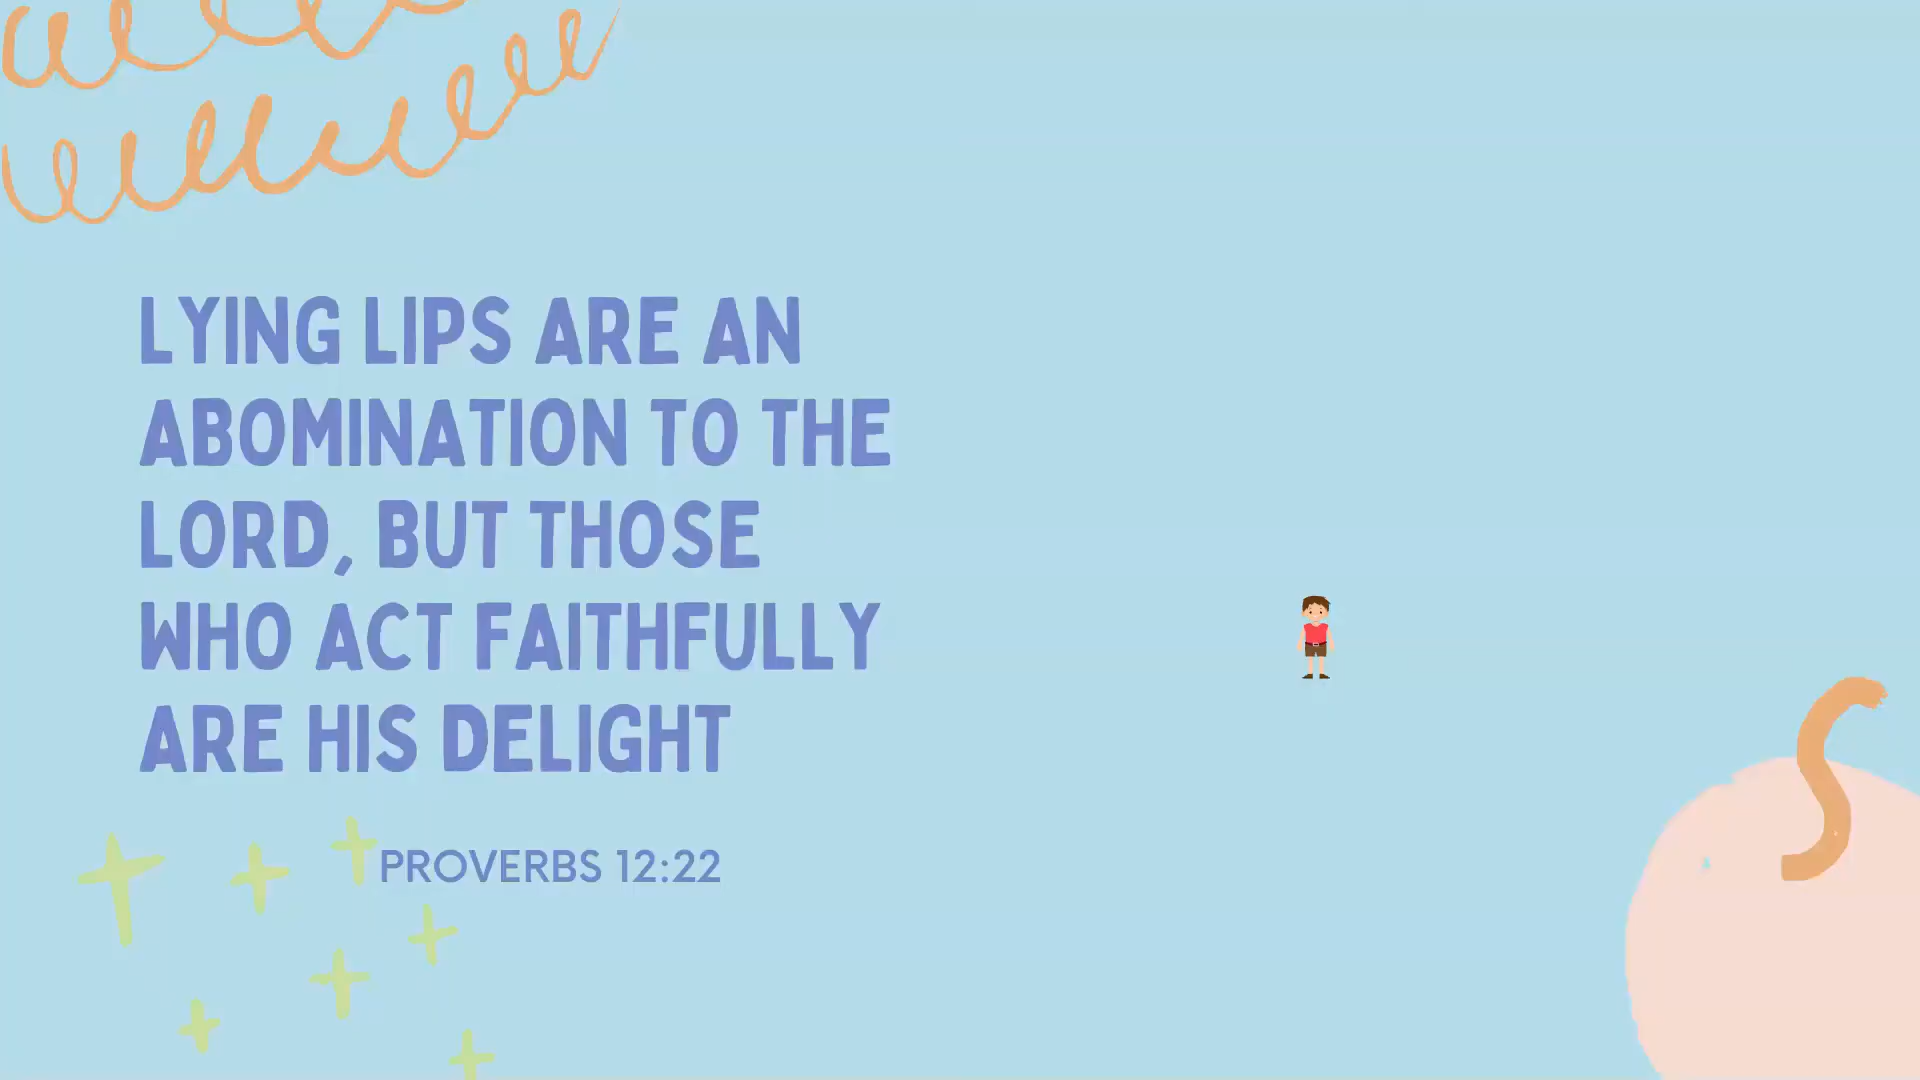 LYING LIPS ARE AN
ABOMINATION TO THE
LORD, BUT THOSE
WHO ACT FAITHFULLY
ARE HIS DELIGHT
PROVERBS 12:22